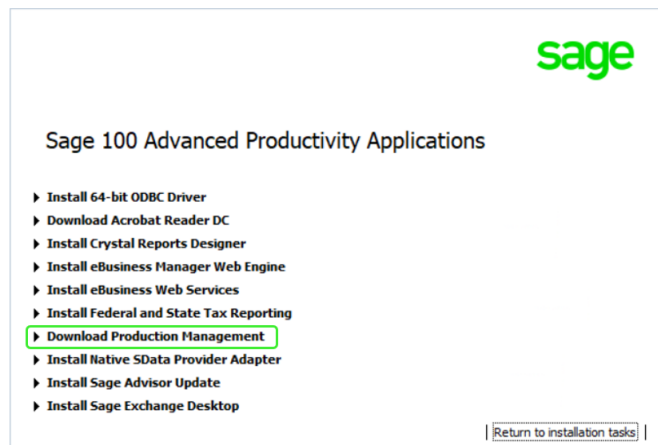 sage
Sage 100 Advanced Productivity Applications
Install 64-bit ODBC Driver
Download Acrobat Reader DC
Install Crystal Reports Designer
Install eBusiness Manager Web Engine
Install eBusiness Web Services
Install Federal and State Tax Reporting
Download Production Management
Install Native SData Provider Adapter
Install Sage Advisor Update
Install Sage Exchange Desktop
Return to installation tasks